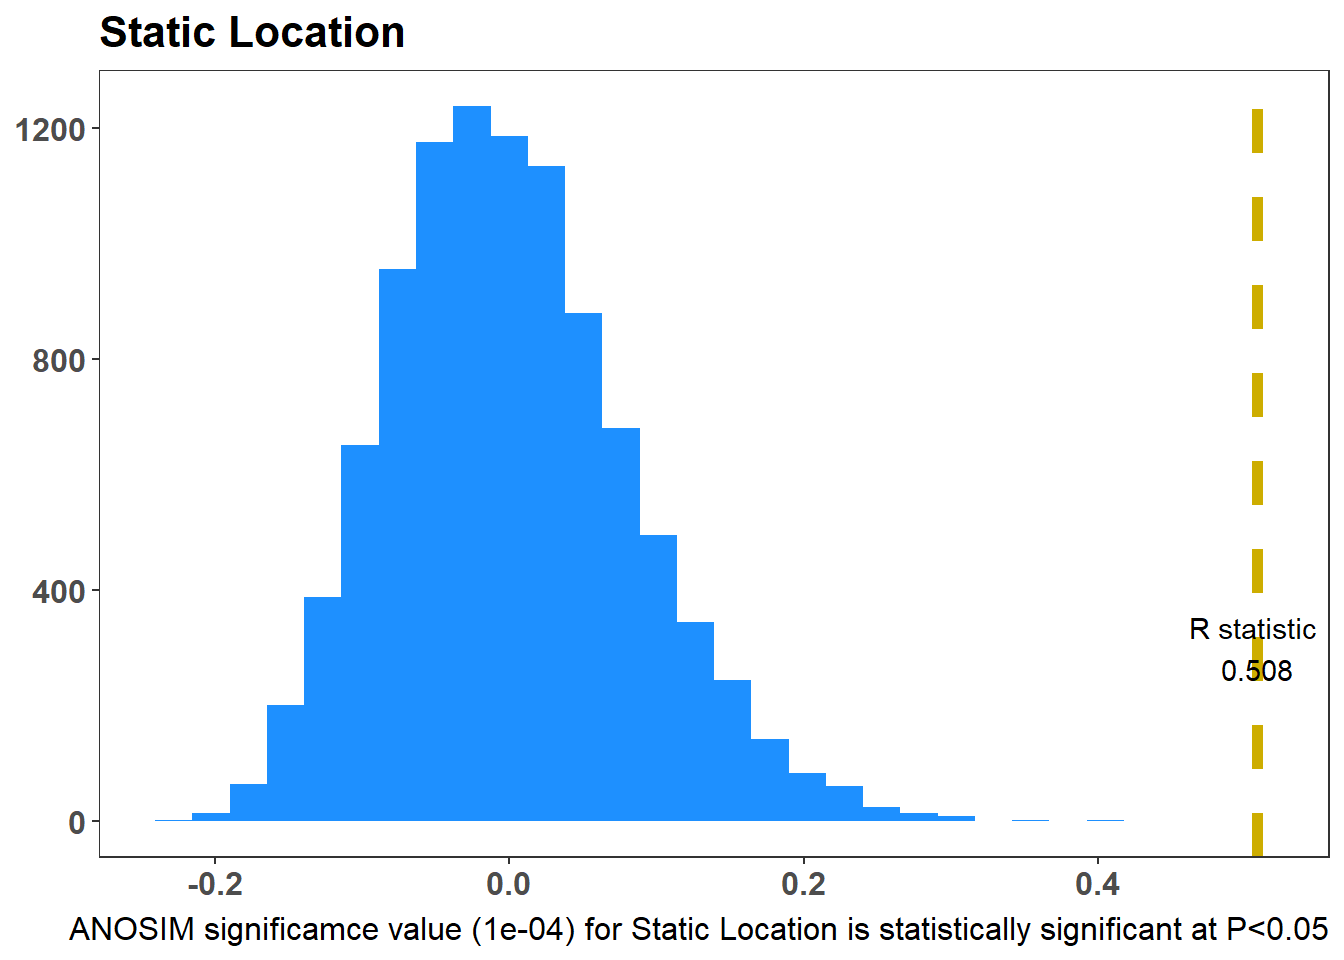 Static Location
1200
800
400
0
R statistic
0.508
-0.2 0.0 0.2 0.4
ANOSIM significamce value (1e-04) for Static Location is statistically significant at P<0.05